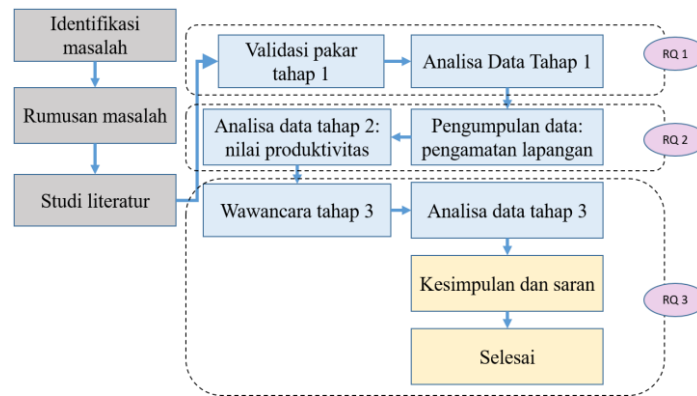 Identifikasi
masalah
Rumusan masalah
Studi literatur
Validasi pakar
tahap 1
Analisa Data Tahap 1
RQ 1
Pengumpulan data:
pengamatan lapangan
Analisa data tahap 2:
nilai produktivitas
RQ 2
Wawancara tahap 3
Analisa data tahap 3
Kesimpulan dan saran
Selesai
RQ 3